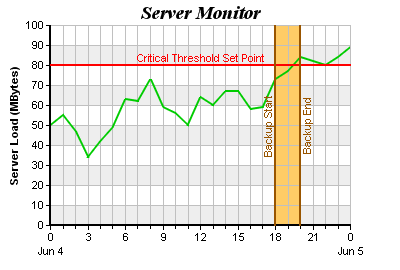 Server Monitor
Server Load (MBytes)
100
90
80
70
60
50
40
30
20
10
0
Critical Threshold Set Point
Backup Start
Backup End
0 3 6 9 12 15 18 21 0
Jun 4 Jun 5